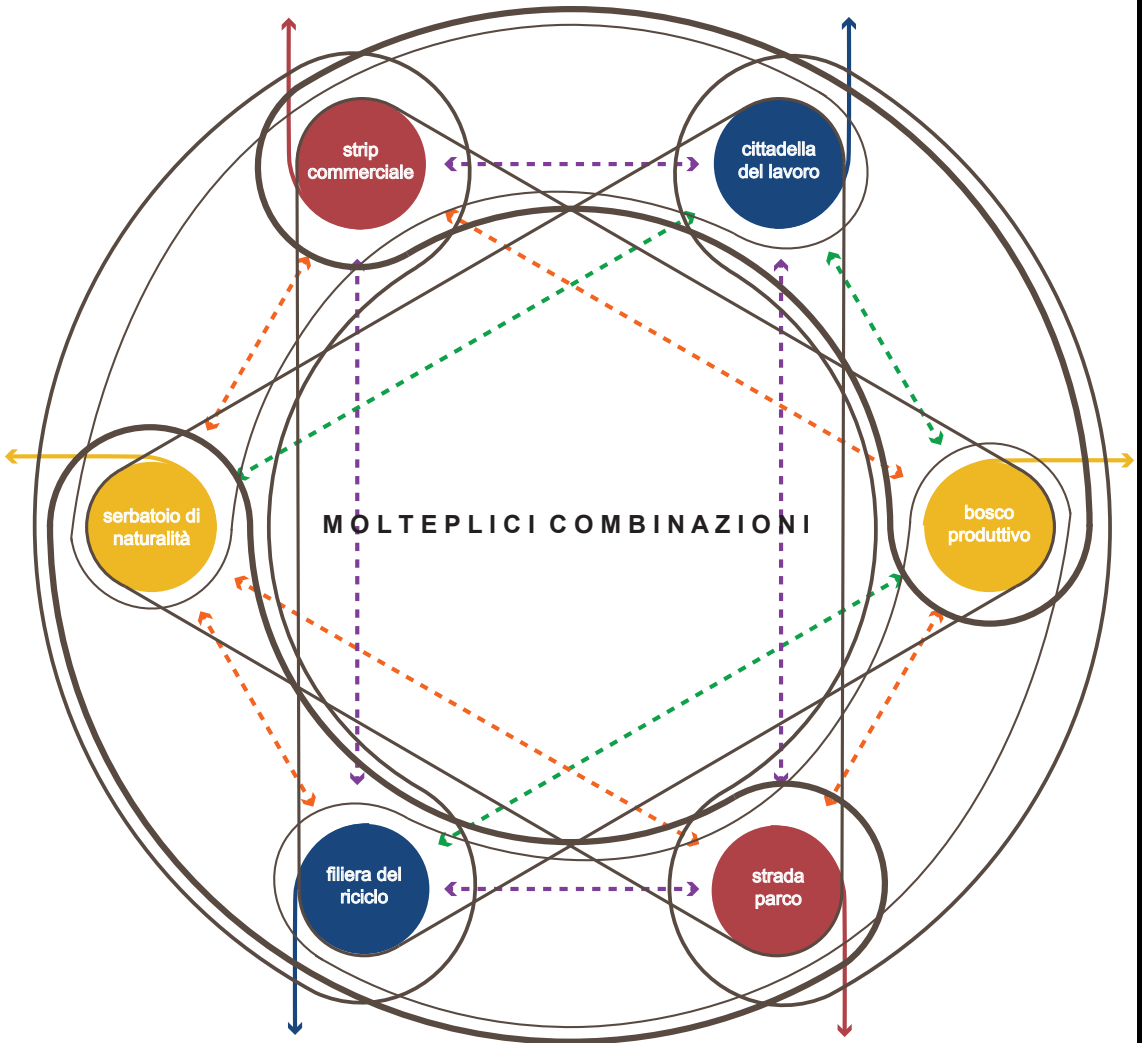 strip
commerciale
cittadella
del lavoro
serbatoio di
naturalità
MOLTEPLICI COMBINAZIONI
bosco
produttivo
filiera del
riciclo
strada
parco